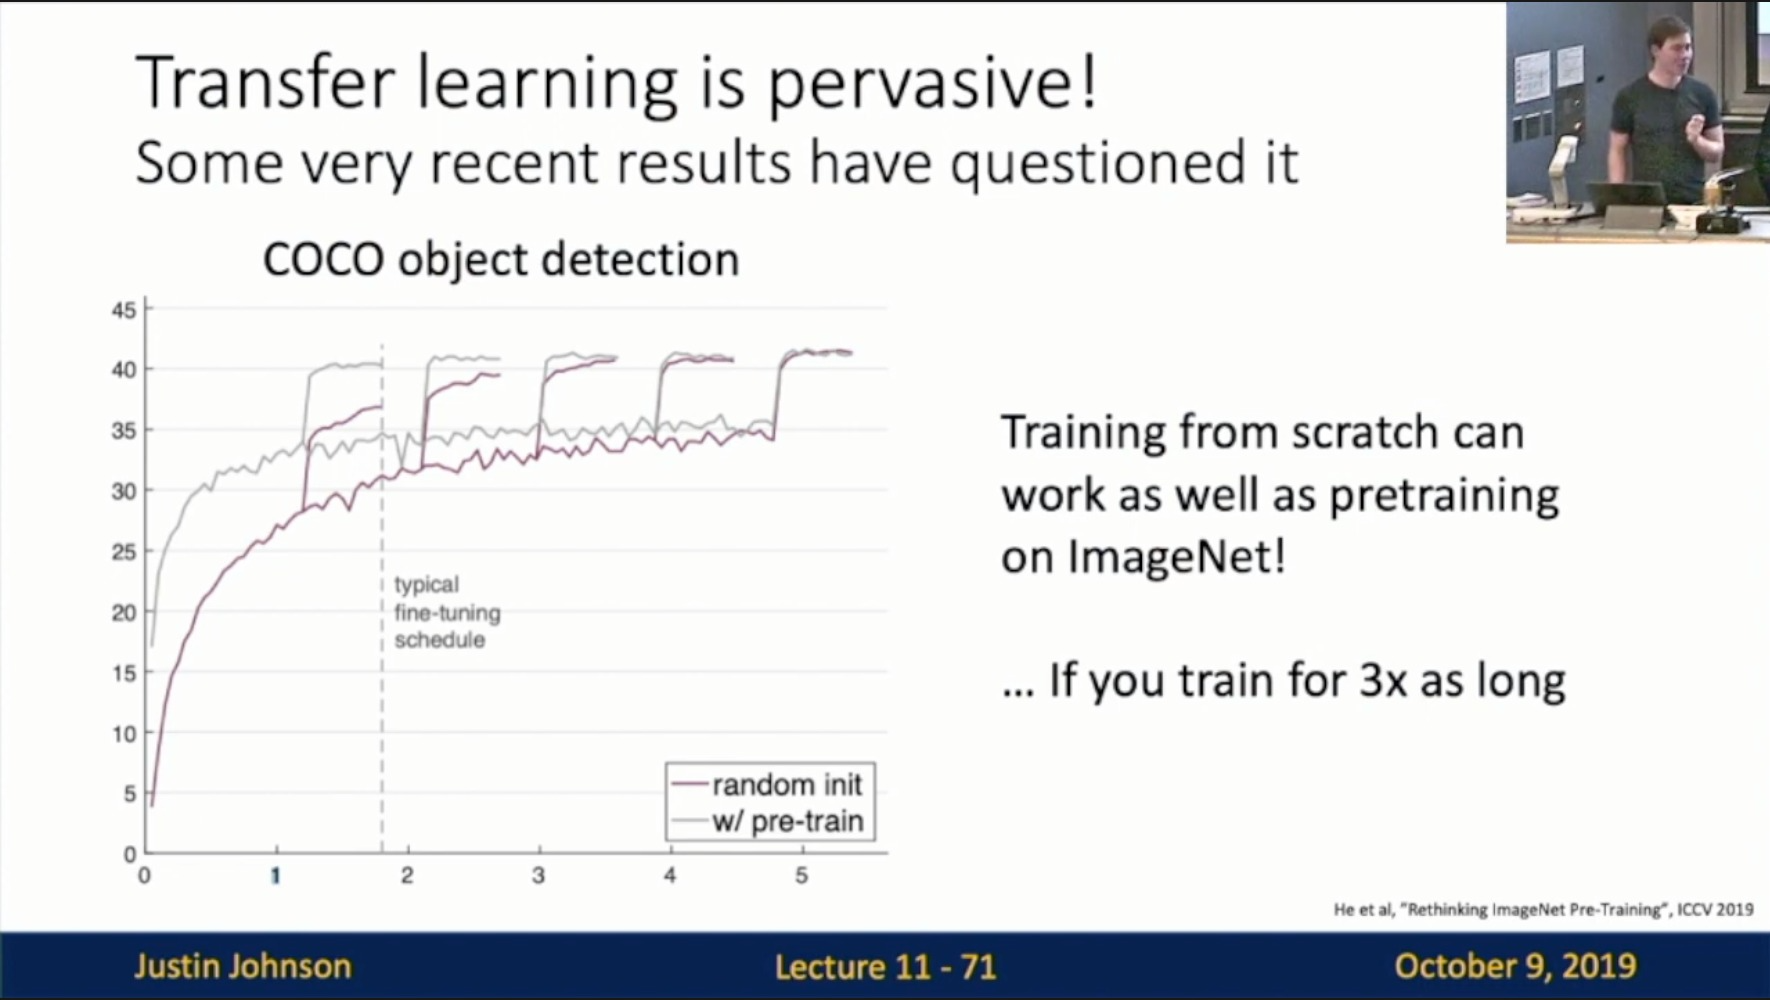 Transfer learning is pervasive!
Some very recent results have questioned it
COCO object detection
45
40
35
30
25
20
15
10
5
0
typical
fine-tuning
schedule
random init
w/ pre-train
0 1 2 3 4 5
Training from scratch can
work as well as pretraining
on ImageNet!
... If you train for 3x as long
He et al, "Rethinking ImageNet Pre-Training", ICCV 2019
Justin Johnson
Lecture 11 - 71
October 9, 2019